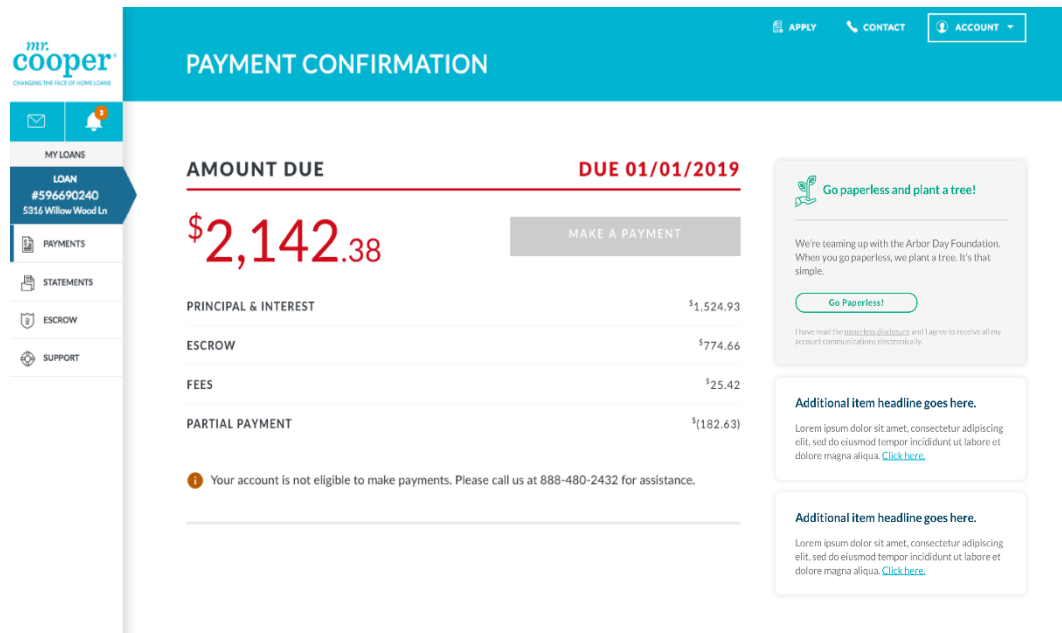 mr.
cooper®
CHANGING THE FACE OF HOME LOANS
APPLY
CONTACT
ACCOUNT
PAYMENT CONFIRMATION
3
MY LOANS
LOAN
#596690240
5316 Willow Wood Ln
PAYMENTS
STATEMENTS
ESCROW
SUPPORT
AMOUNT DUE
DUE 01/01/2019
$2,142.38
MAKE A PAYMENT
PRINCIPAL & INTEREST
$1,524.93
ESCROW
$774.66
FEES
$25.42
PARTIAL PAYMENT
$(182.63)
Your account is not eligible to make payments. Please call us at 888-480-2432 for assistance.
Go paperless and plant a tree!
We're teaming up with the Arbor Day Foundation.
When you go paperless, we plant a tree. It's that
simple.
Go Paperless!
I have read the paperless disclosure and I agree to receive all my
account communications electronically.
Additional item headline goes here.
Lorem ipsum dolor sit amet, consectetur adipiscing
elit, sed do eiusmod tempor incididunt ut labore et
dolore magna aliqua. Click here.
Additional item headline goes here.
Lorem ipsum dolor sit amet, consectetur adipiscing
elit, sed do eiusmod tempor incididunt ut labore et
dolore magna aliqua. Click here.